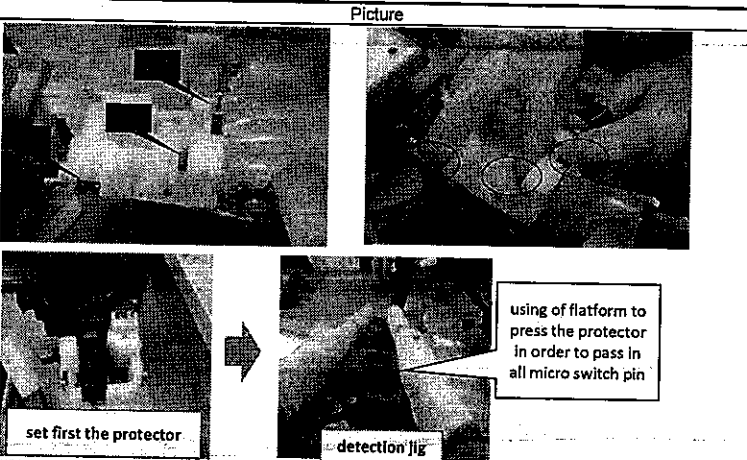 Picture
set first the protector
detection jig
using of flatform to
press the protector
in order to pass in
all micro switch pin